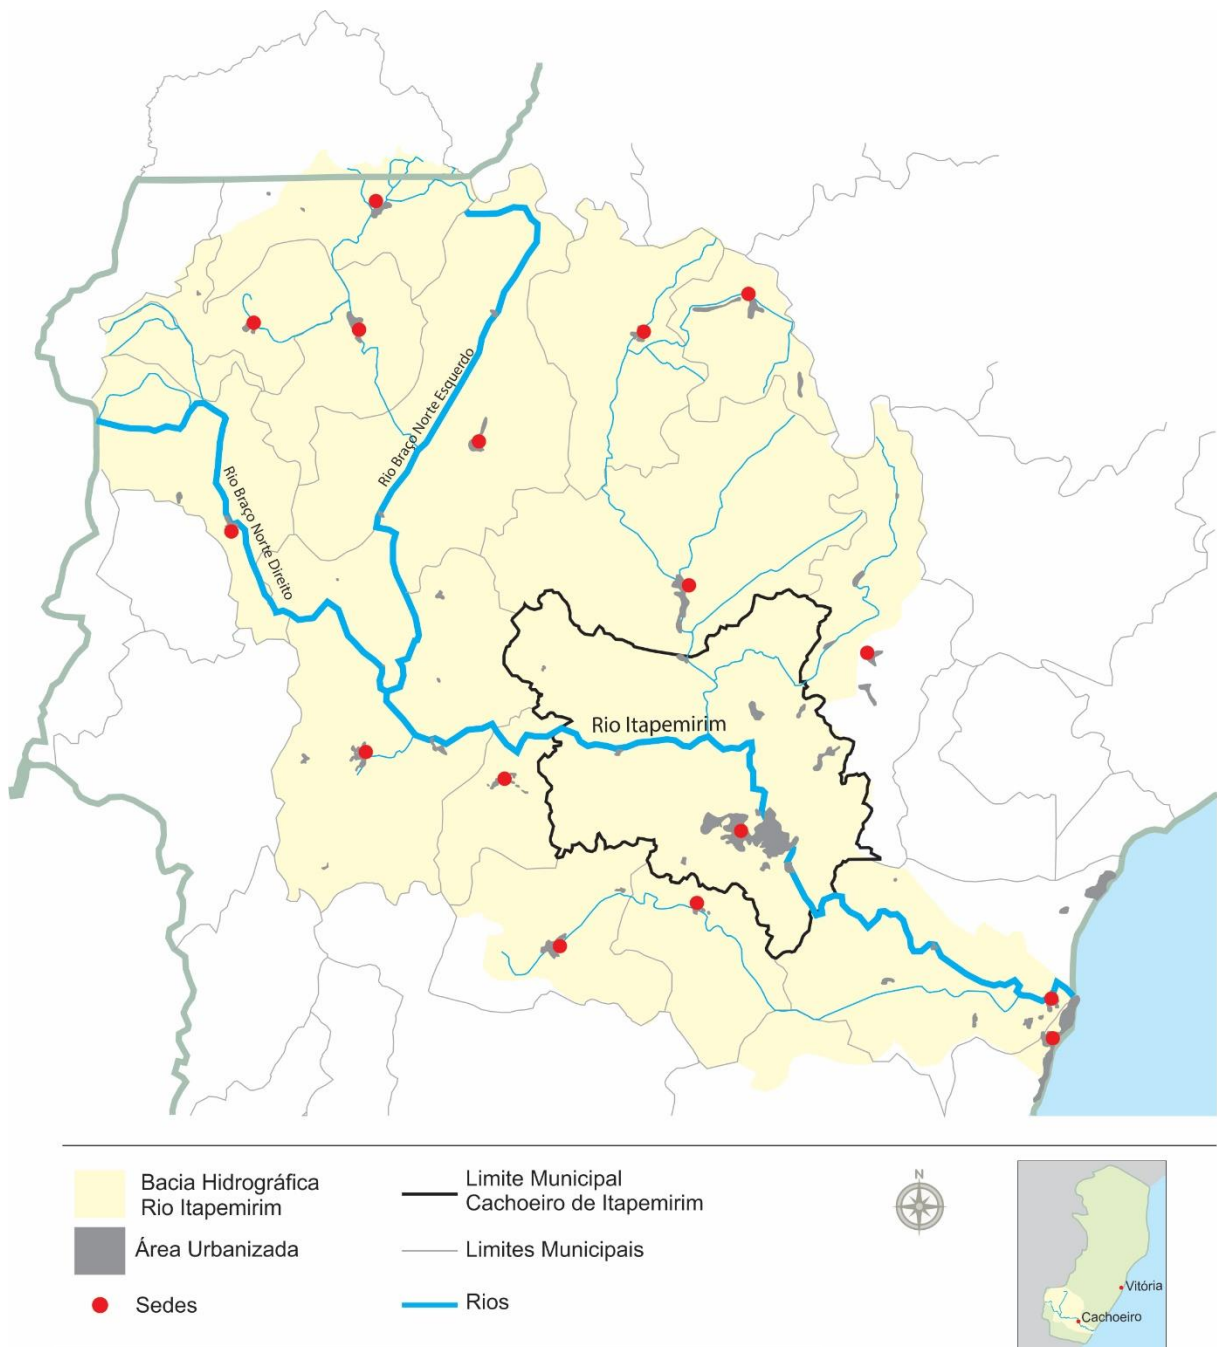 Rio Braço Norte Esquerdo
Rio Braço Norte Direito
Rio Itapemirim
Bacia Hidrográfica
Rio Itapemirim
Área Urbanizada
Sedes
Limite Municipal
Cachoeiro de Itapemirim
Limites Municipais
Rios
N
Vitória
Cachoeiro